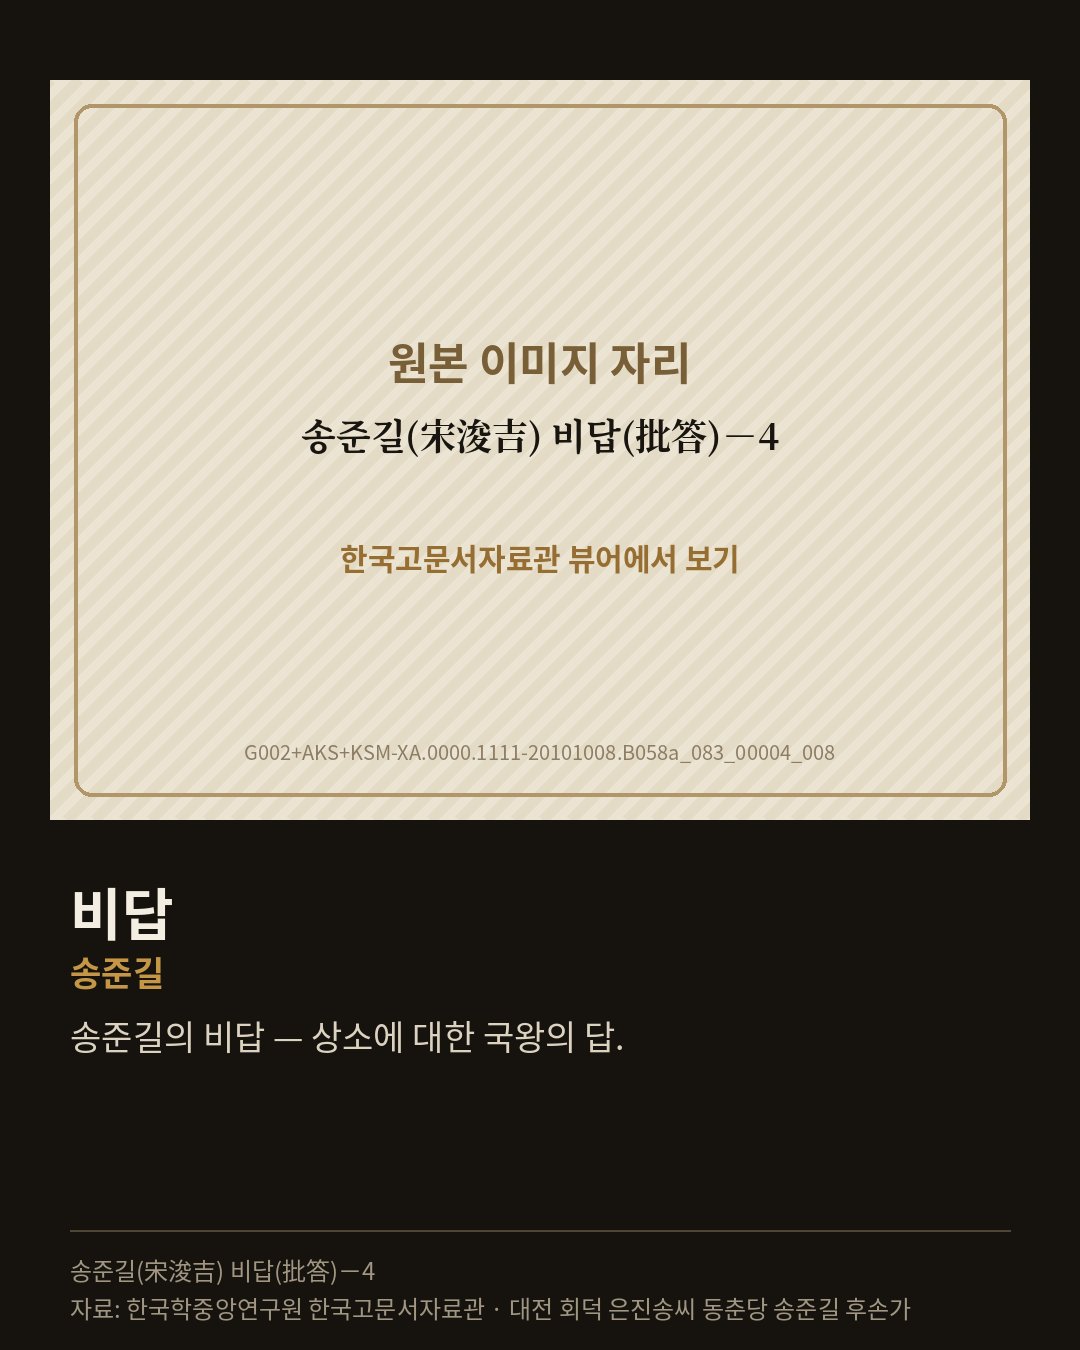 원본 이미지 자리
송준길(宋浚吉) 비답(批答)－4
한국고문서자료관 뷰어에서 보기
G002+AKS+KSM-XA.0000.1111-20101008.B058a_083_00004_008
비답
송준길
송준길의 비답 — 상소에 대한 국왕의 답.
송준길(宋浚吉) 비답(批答)－4
자료: 한국학중앙연구원 한국고문서자료관 · 대전 회덕 은진송씨 동춘당 송준길 후손가